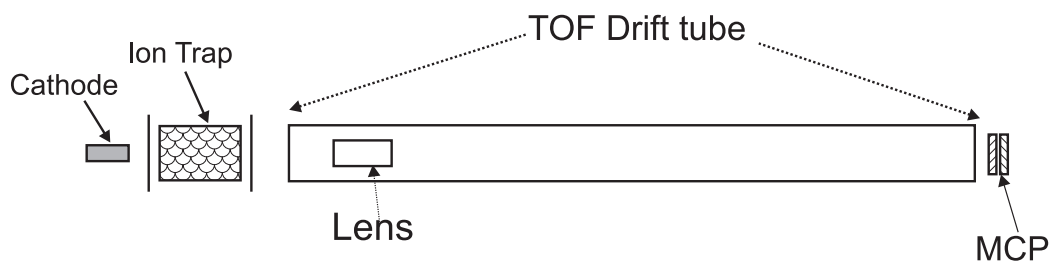 TOF Drift tube
Ion Trap
Cathode
Lens
MCP